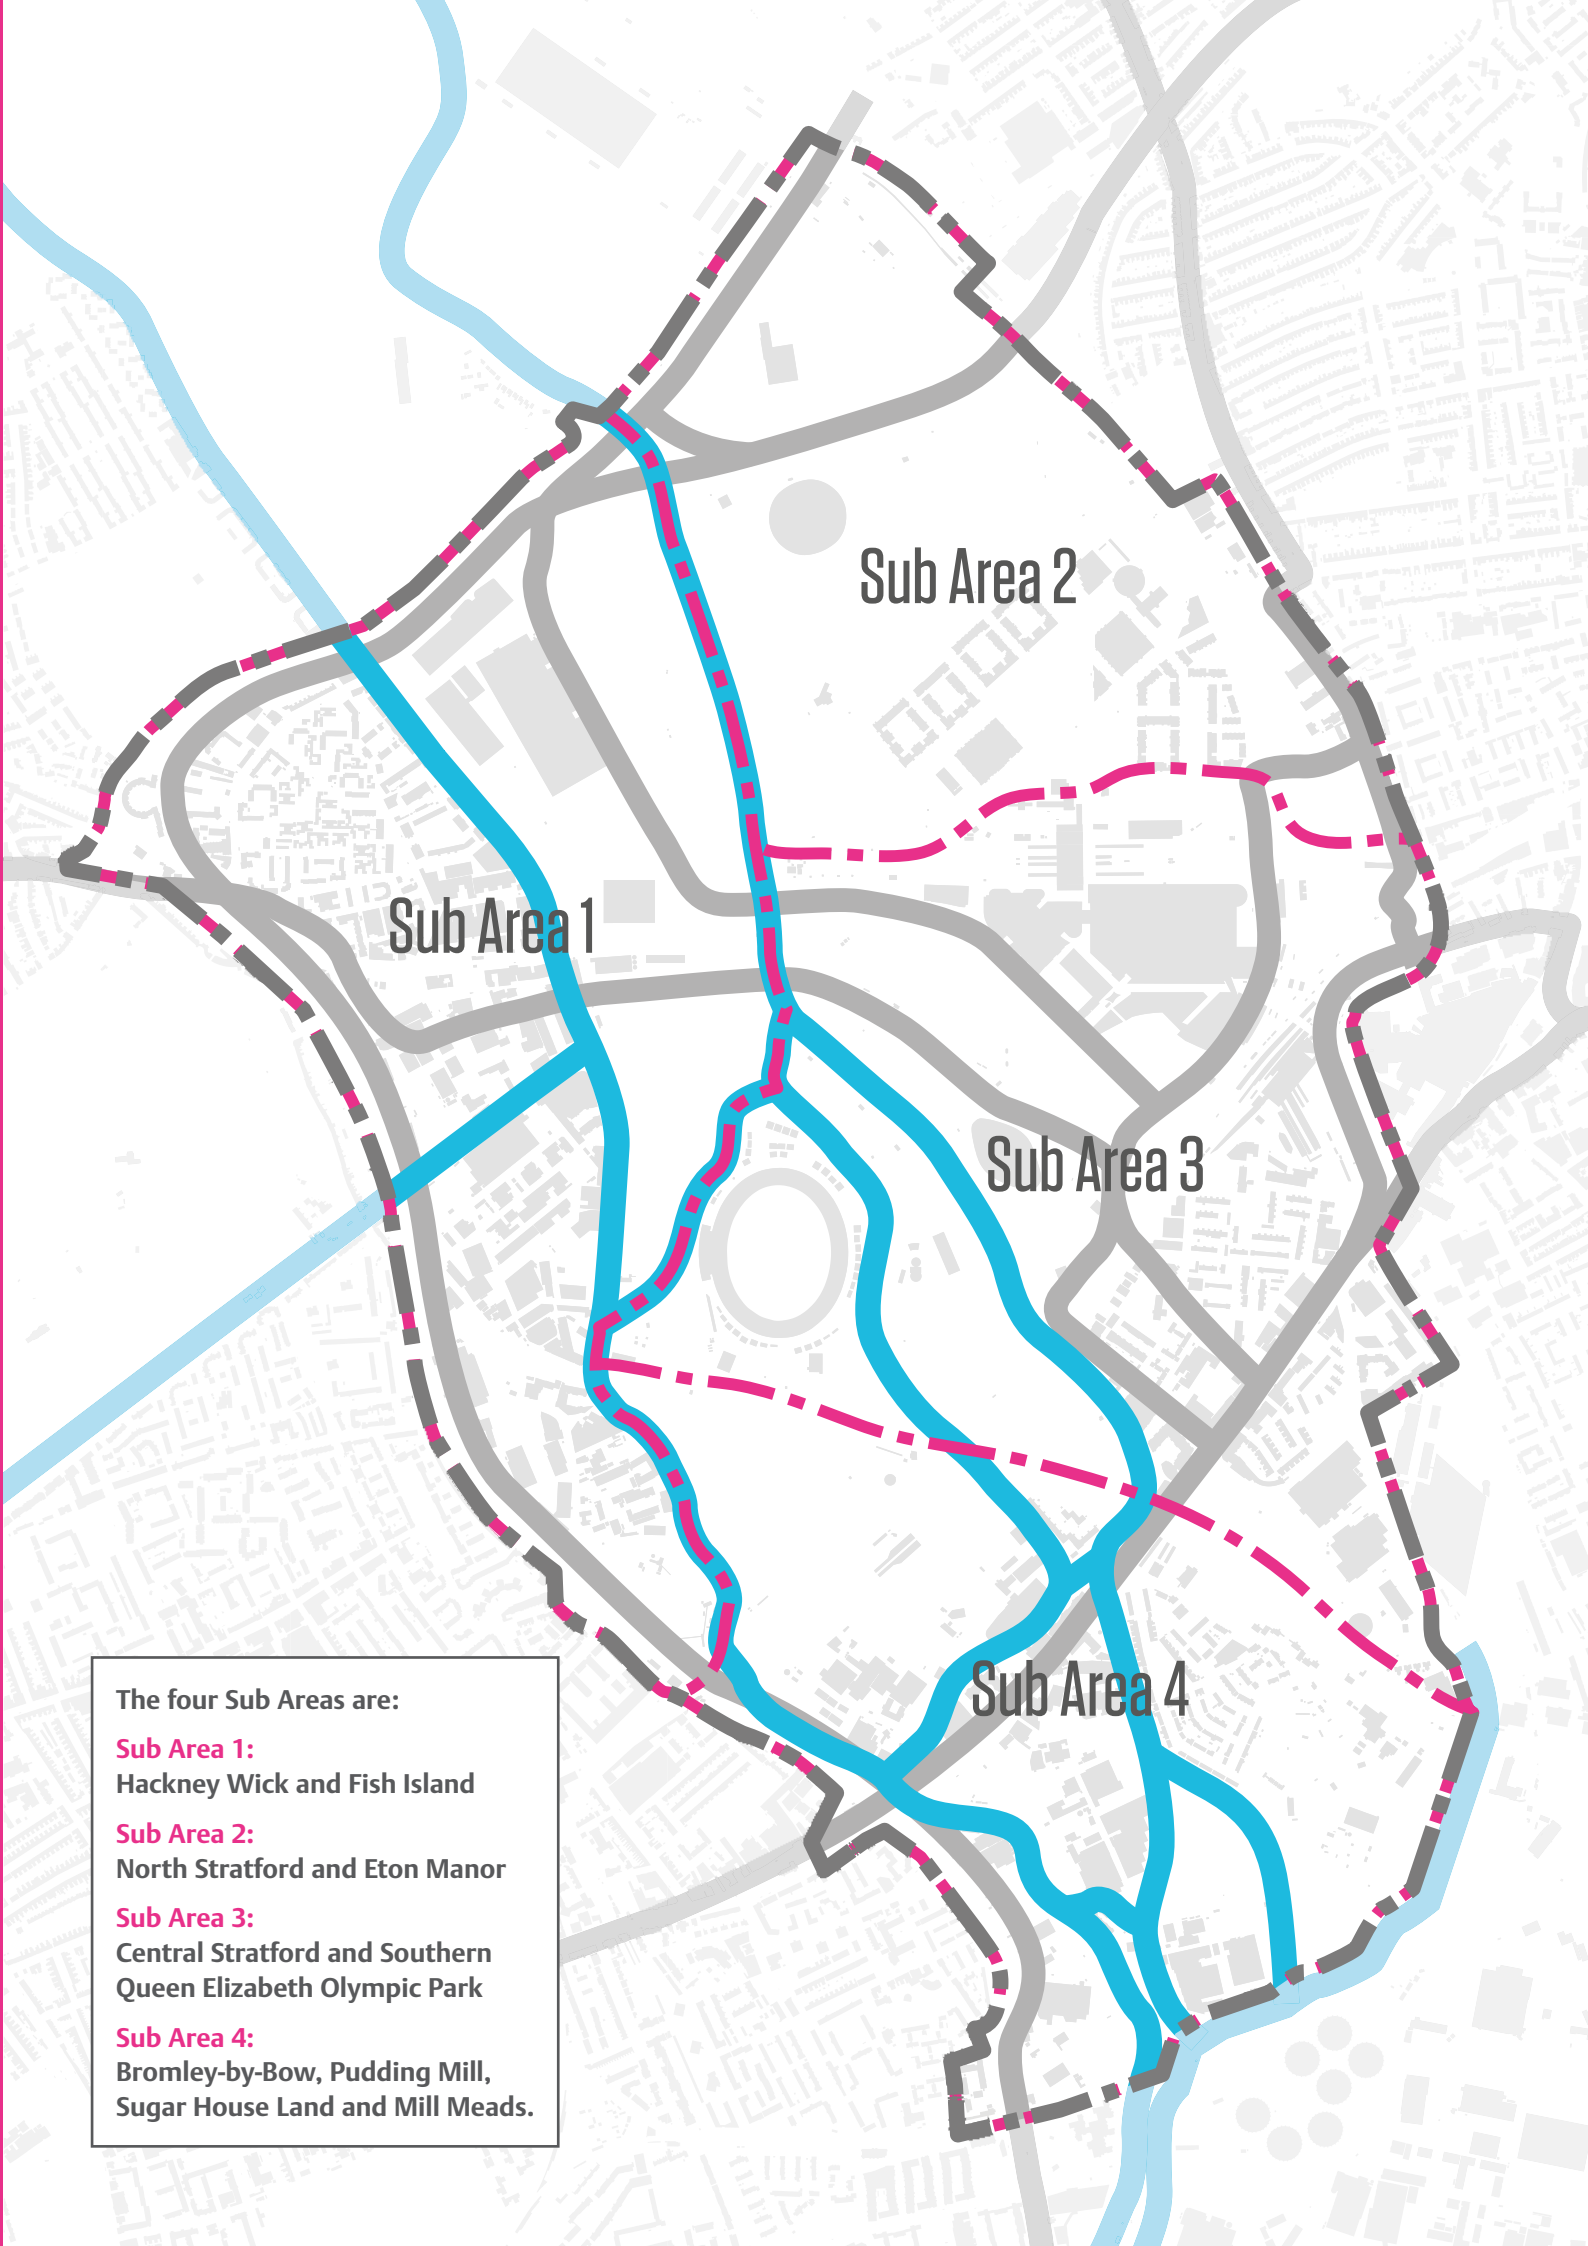 Sub Area 2
Sub Area 1
Sub Area 3
Sub Area 4
The four Sub Areas are:
Sub Area 1:
Hackney Wick and Fish Island
Sub Area 2:
North Stratford and Eton Manor
Sub Area 3:
Central Stratford and Southern
Queen Elizabeth Olympic Park
Sub Area 4:
Bromley-by-Bow, Pudding Mill,
Sugar House Land and Mill Meads.